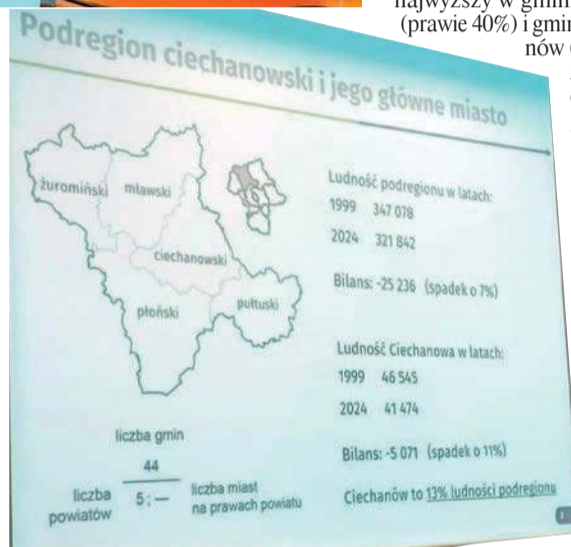 najwyższy w gmin
(prawie 40%) i gmin
nów
Podregion ciechanowski i jego główne miasto
żuromiński
mławski
ciechanowski
płoński
pułtuski
liczba gmin
44
liczba powiatów
5 : —
liczba miast
na prawach powiatu
Ludność podregionu w latach:
1999 347 078
2024 321 842
Bilans: -25 236 (spadek o 7%)
Ludność Ciechanowa w latach:
1999 46 545
2024 41 474
Bilans: -5 071 (spadek o 11%)
Ciechanów to 13% ludności podregionu